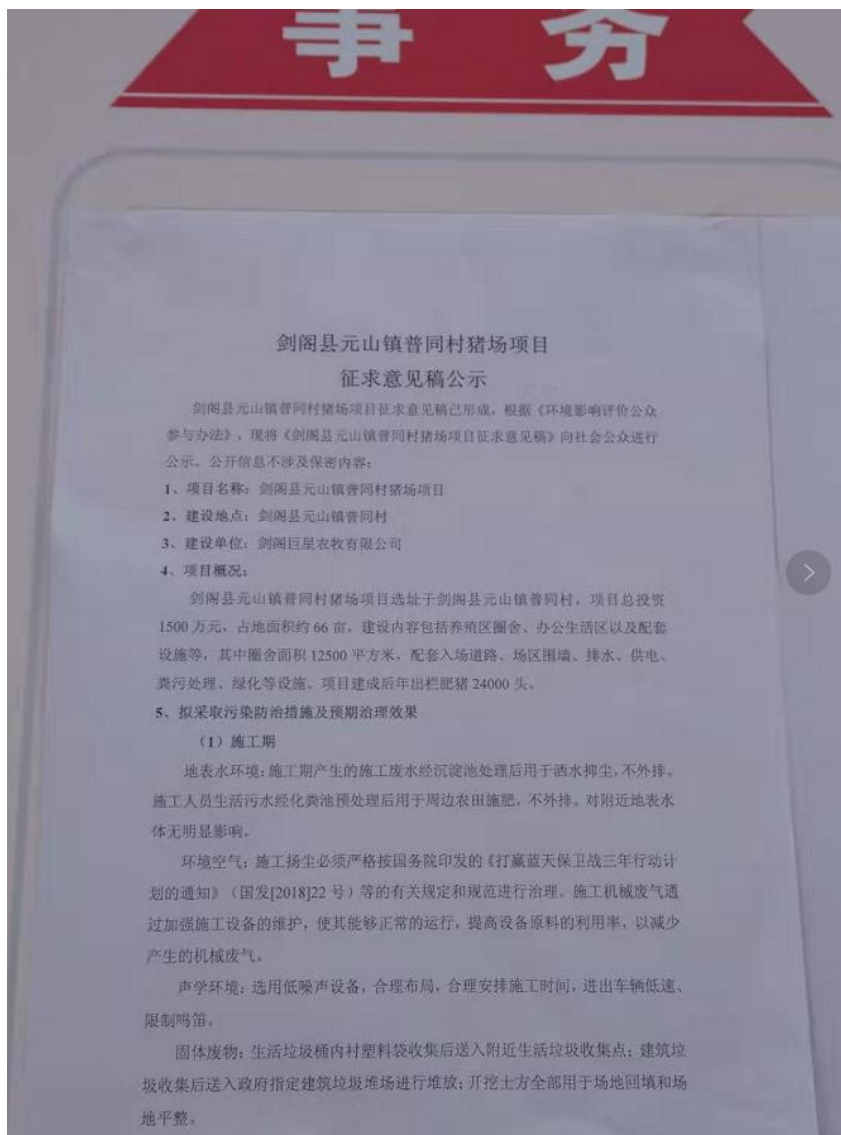 事 务
剑阁县元山镇普同村猪场项目
征求意见稿公示
剑阁县元山镇普同村猪场项目征求意见稿已形成，根据《环境影响评价公众
参与办法》，现将《剑阁县元山镇普同村猪场项目征求意见稿》向社会公众进行
公示。公开信息不涉及保密内容：
1、项目名称：剑阁县元山镇普同村猪场项目
2、建设地点：剑阁县元山镇普同村
3、建设单位：剑阁巨星农牧有限公司
4、项目概况：
剑阁县元山镇普同村猪场项目选址于剑阁县元山镇普同村，项目总投资
1500 万元，占地面积约 66 亩，建设内容包括养殖区圈舍、办公生活区以及配套
设施等，其中圈舍面积 12500 平方米，配套入场道路、场区围墙、排水、供电、
粪污处理、绿化等设施。项目建成后年出栏肥猪 24000 头。
5、拟采取污染防治措施及预期治理效果
（1）施工期
地表水环境：施工期产生的施工废水经沉淀池处理后用于洒水抑尘，不外排。
施工人员生活污水经化粪池预处理后用于周边农田施肥，不外排。对附近地表水
体无明显影响。
环境空气：施工扬尘必须严格按国务院印发的《打赢蓝天保卫战三年行动计
划的通知》（国发[2018]22 号）等的有关规定和规范进行治理。施工机械废气通
过加强施工设备的维护，使其能够正常的运行，提高设备原料的利用率，以减少
产生的机械废气。
声学环境：选用低噪声设备，合理布局，合理安排施工时间，进出车辆低速、
限制鸣笛。
固体废物：生活垃圾桶内衬塑料袋收集后送入附近生活垃圾收集点；建筑垃
圾收集后送入政府指定建筑垃圾堆场进行堆放；开挖土方全部用于场地回填和场
地平整。